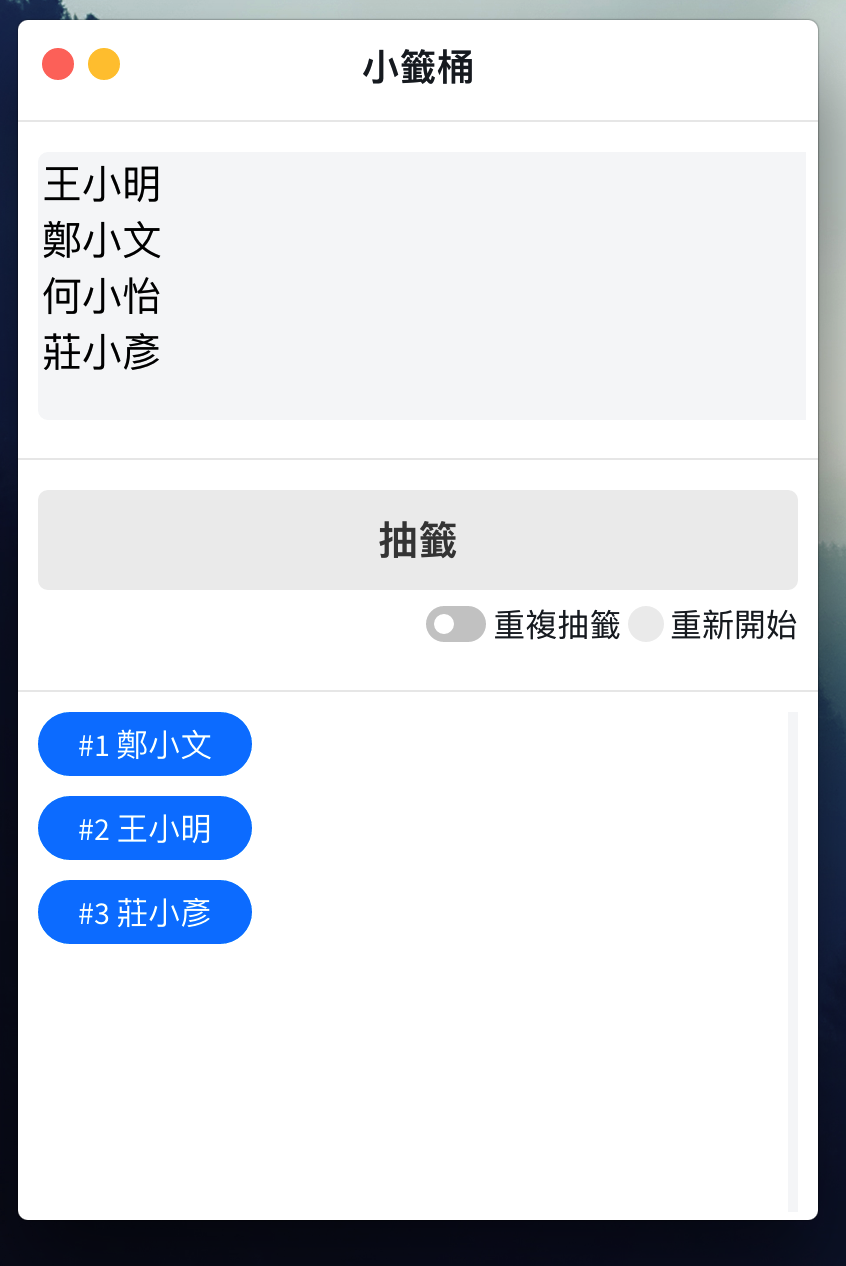 小籤桶
王小明
鄭小文
何小怡
莊小彥
抽籤
重複抽籤 重新開始
#1 鄭小文
#2 王小明
#3 莊小彥